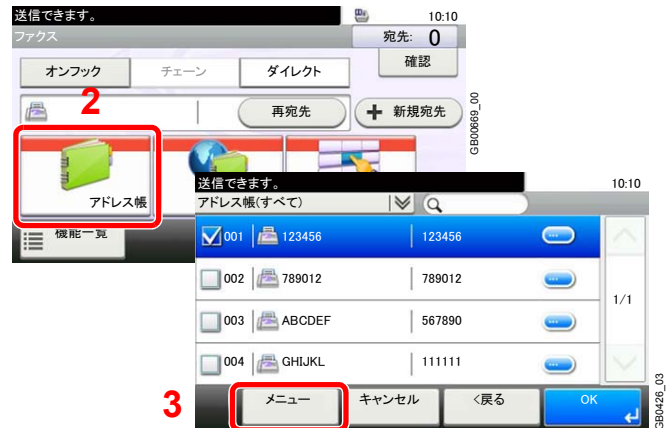 送信できます。 10:10
ファクス 宛先: 0
オンフック チェーン ダイレクト 確認
2
再宛先 + 新規宛先
アドレス帳
機能一覧
GB00669_00
送信できます。 10:10
アドレス帳(すべて)
001 123456 123456
002 789012 789012
1/1
003 ABCDEF 567890
004 GHIJKL 111111
3
メニュー キャンセル <戻る OK
GB0426_03